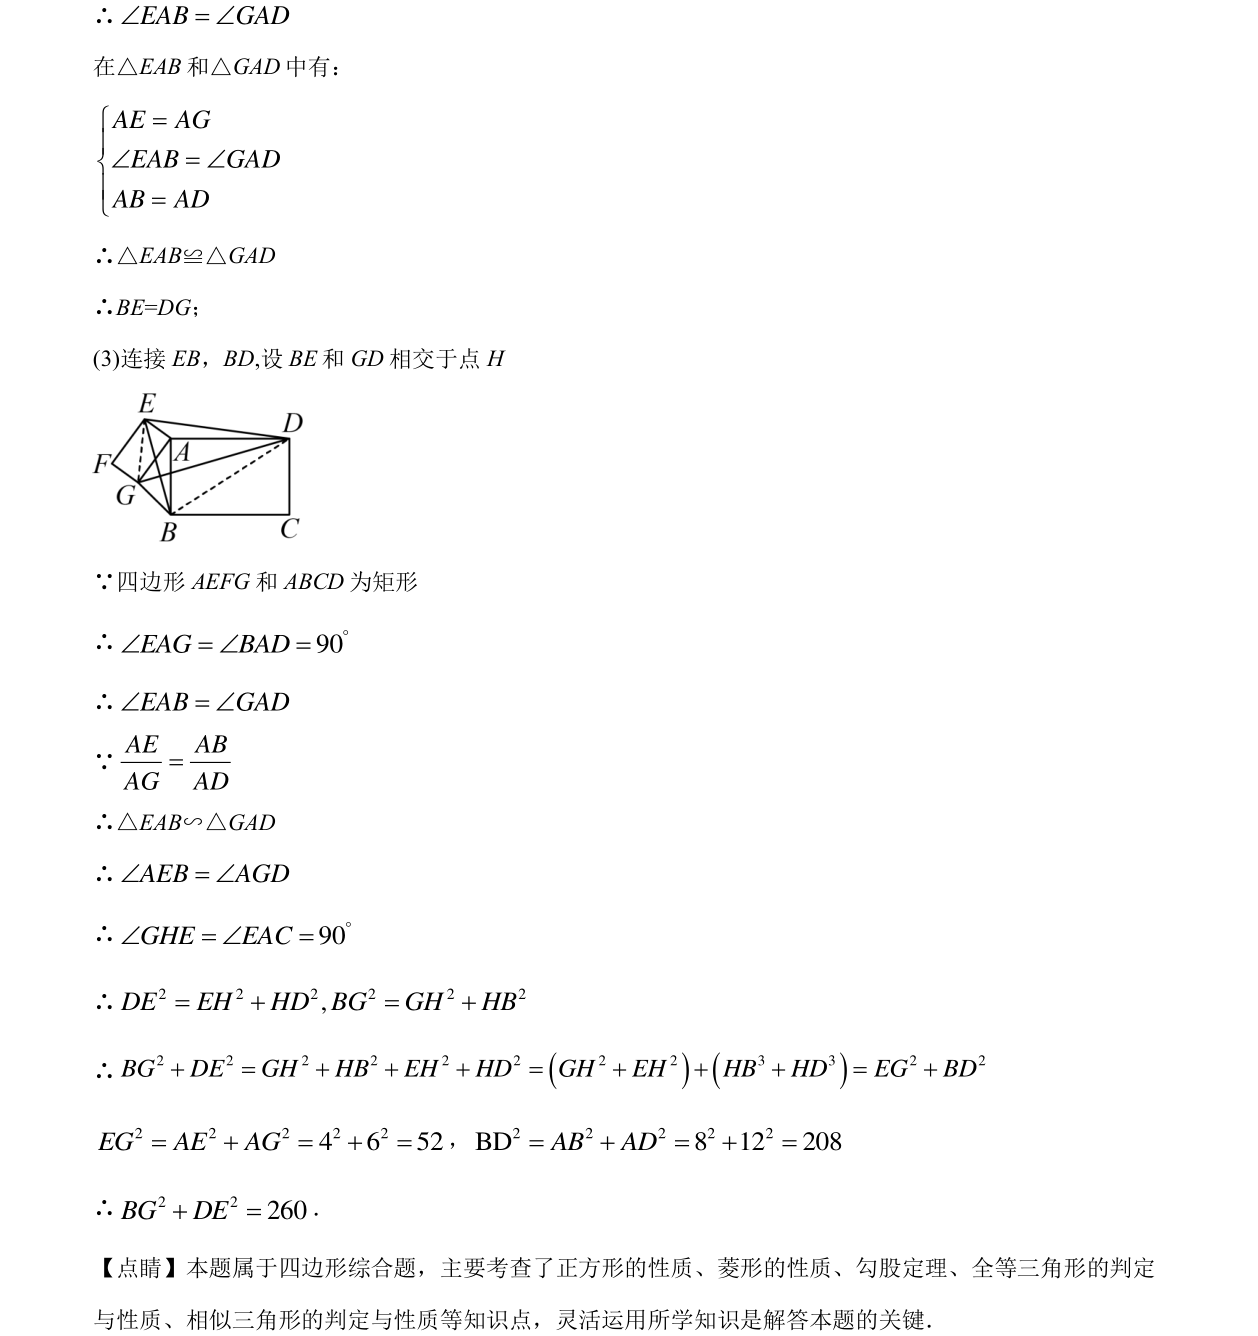 ∴ ∠EAB = ∠GAD
在△EAB 和△GAD 中有：
{ AE = AG
∠EAB = ∠GAD
AB = AD
∴△EAB≌△GAD
∴BE=DG；
(3)连接 EB，BD,设 BE 和 GD 相交于点 H
E
D
A
F
G
B
C
∵四边形 AEFG 和 ABCD 为矩形
∴ ∠EAG = ∠BAD = 90°
∴ ∠EAB = ∠GAD
∵ AE/AG = AB/AD
∴△EAB∽△GAD
∴ ∠AEB = ∠AGD
∴ ∠GHE = ∠EAC = 90°
∴ DE² = EH² + HD², BG² = GH² + HB²
∴ BG² + DE² = GH² + HB² + EH² + HD² = (GH² + EH²) + (HB³ + HD³) = EG² + BD²
EG² = AE² + AG² = 4² + 6² = 52，BD² = AB² + AD² = 8² + 12² = 208
∴ BG² + DE² = 260．
【点睛】本题属于四边形综合题，主要考查了正方形的性质、菱形的性质、勾股定理、全等三角形的判定
与性质、相似三角形的判定与性质等知识点，灵活运用所学知识是解答本题的关键．